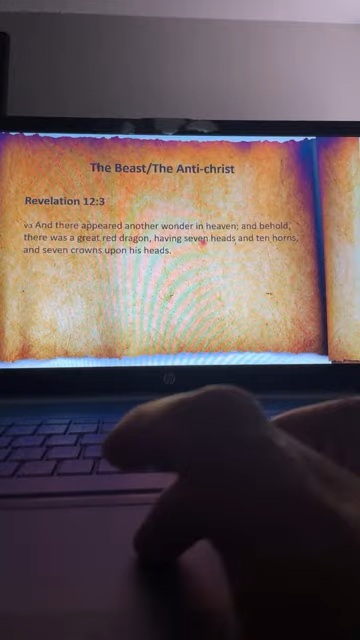 The Beast/The Anti-christ
Revelation 12:3
v3 And there appeared another wonder in heaven; and behold,
there was a great red dragon, having seven heads and ten horns,
and seven crowns upon his heads.
hp